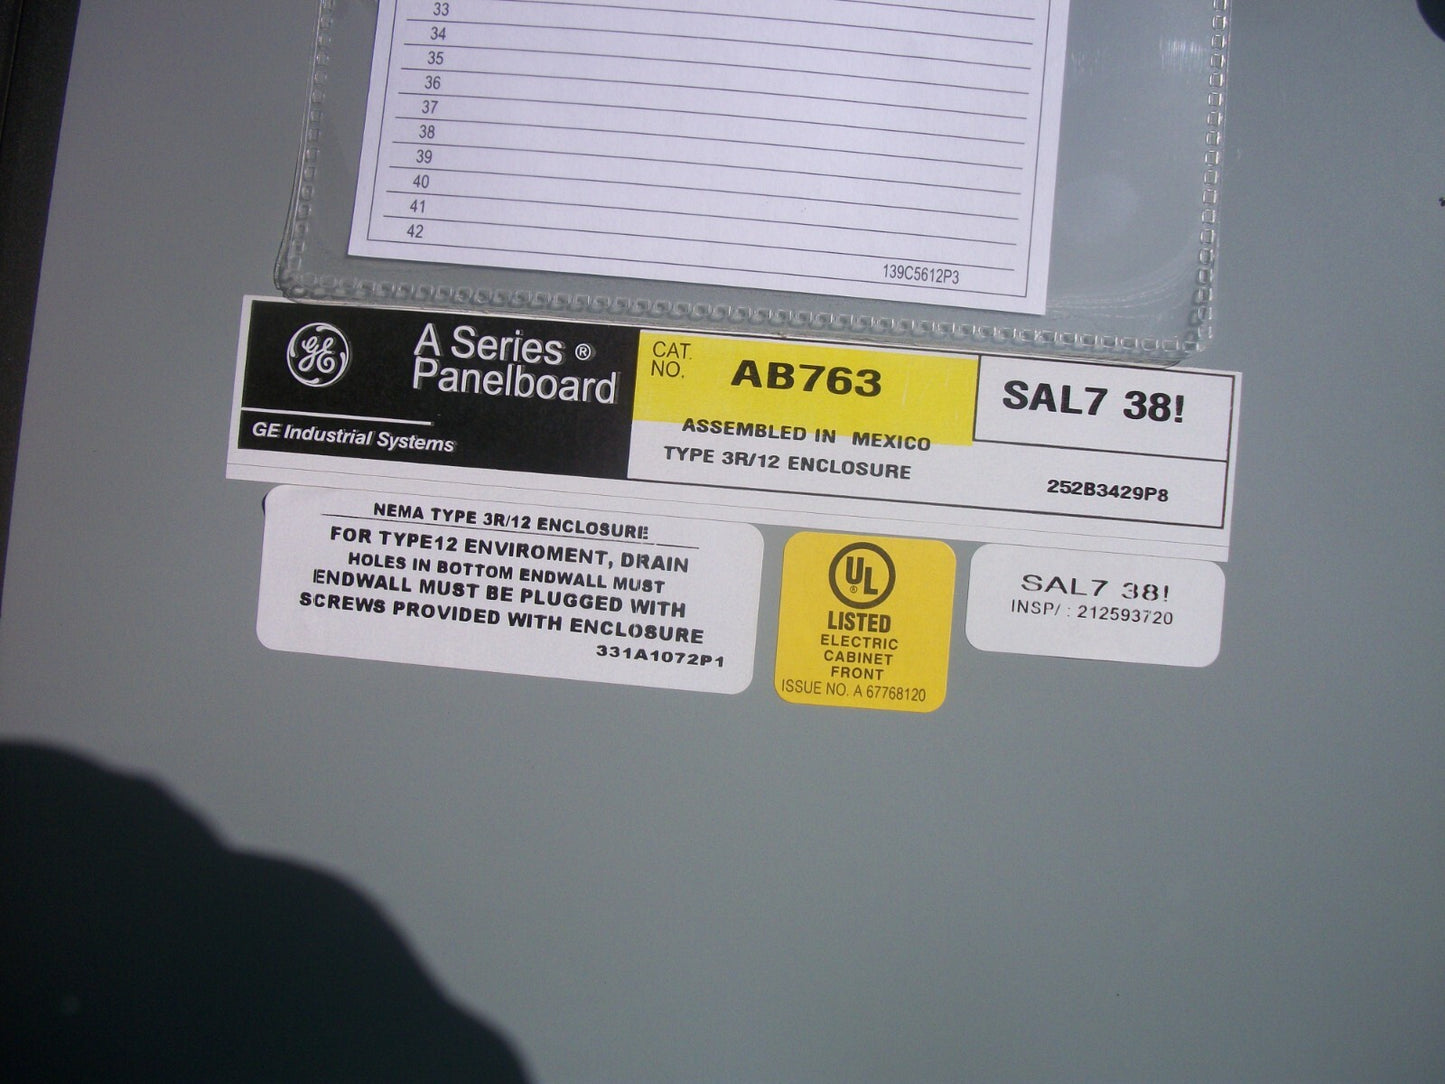 33
34
35
36
37
38
39
40
41
42
139C5612P3
GE
A Series ®
Panelboard
GE Industrial Systems
CAT.
NO.
AB763
ASSEMBLED IN MEXICO
TYPE 3R/12 ENCLOSURE
SAL7 38!
252B3429P8
NEMA TYPE 3R/12 ENCLOSURE
FOR TYPE12 ENVIROMENT, DRAIN
HOLES IN BOTTOM ENDWALL MUST
ENDWALL MUST BE PLUGGED WITH
SCREWS PROVIDED WITH ENCLOSURE
331A1072P1
UL
®
LISTED
ELECTRIC
CABINET
FRONT
ISSUE NO. A 67768120
SAL7 38!
INSP/ : 212593720